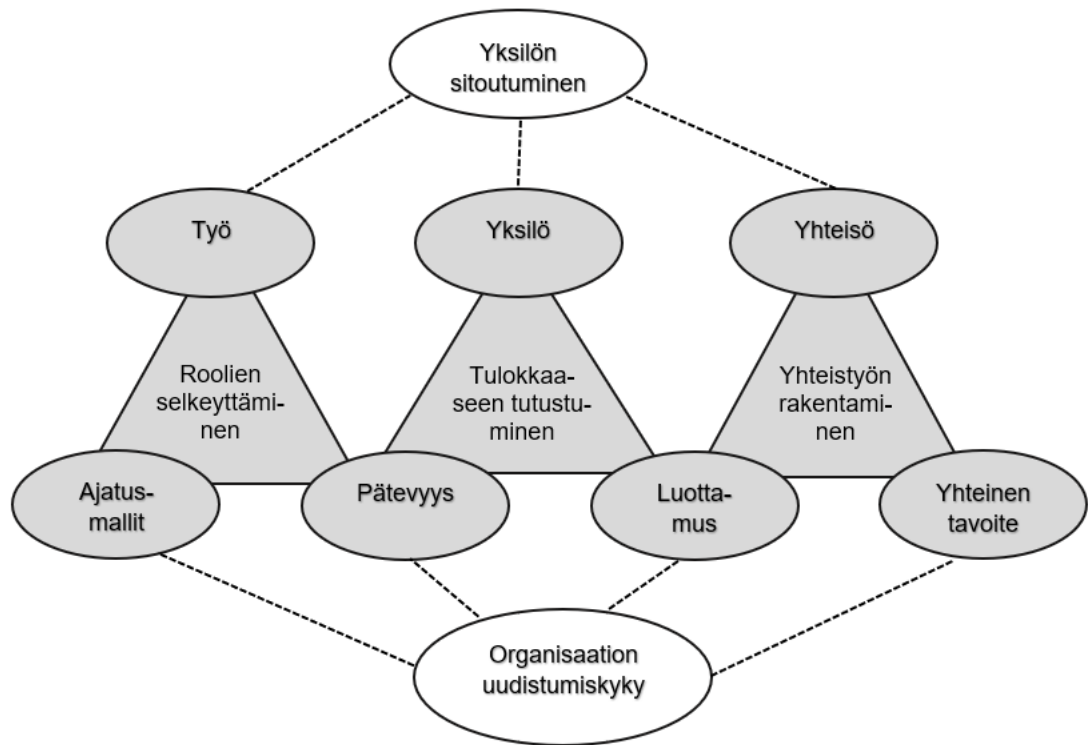 Yksilön
sitoutuminen
Työ
Yksilö
Yhteisö
Roolien
selkeyttämi-
nen
Tulokkaa-
seen tutustu-
minen
Yhteistyön
rakentami-
nen
Ajatus-
mallit
Pätevyys
Luotta-
mus
Yhteinen
tavoite
Organisaation
uudistumiskyky